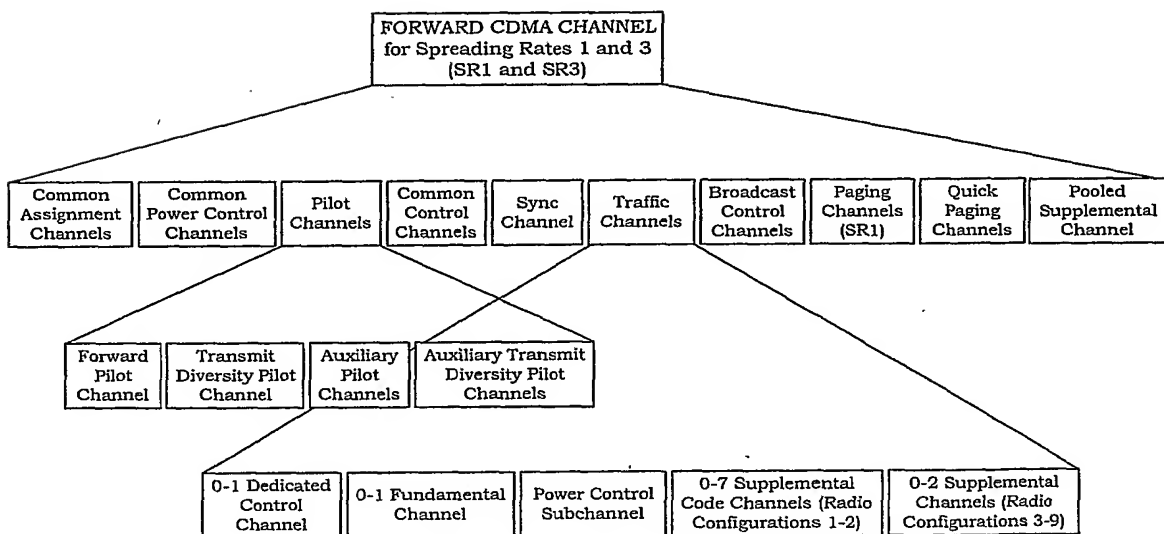 FORWARD CDMA CHANNEL
for Spreading Rates 1 and 3
(SR1 and SR3)
Common
Assignment
Channels
Common
Power Control
Channels
Pilot
Channels
Common
Control
Channels
Sync
Channel
Traffic
Channels
Broadcast
Control
Channels
Paging
Channels
(SR1)
Quick
Paging
Channels
Pooled
Supplemental
Channel
Forward
Pilot
Channel
Transmit
Diversity Pilot
Channel
Auxiliary
Pilot
Channels
Auxiliary Transmit
Diversity Pilot
Channels
0-1 Dedicated
Control
Channel
0-1 Fundamental
Channel
Power Control
Subchannel
0-7 Supplemental
Code Channels (Radio
Configurations 1-2)
0-2 Supplemental
Channels (Radio
Configurations 3-9)